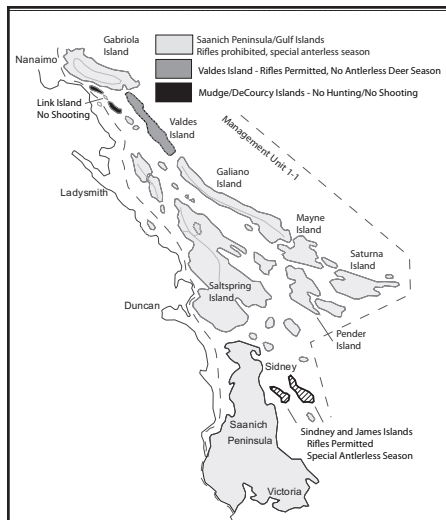 Gabriola
Island
Saanich Peninsula/Gulf Islands
Rifles prohibited, special anterless season
Nanaimo
Valdes Island - Rifles Permitted, No Antlerless Deer Season
Mudge/DeCourcy Islands - No Hunting/No Shooting
Link Island
No Shooting
Valdes
Island
Management Unit 1-1
Galiano
Island
Ladysmith
Mayne
Island
Saturna
Island
Saltspring
Island
Duncan
Pender
Island
Sidney
Saanich
Peninsula
Sindney and James Islands
Rifles Permitted
Special Antlerless Season
Victoria